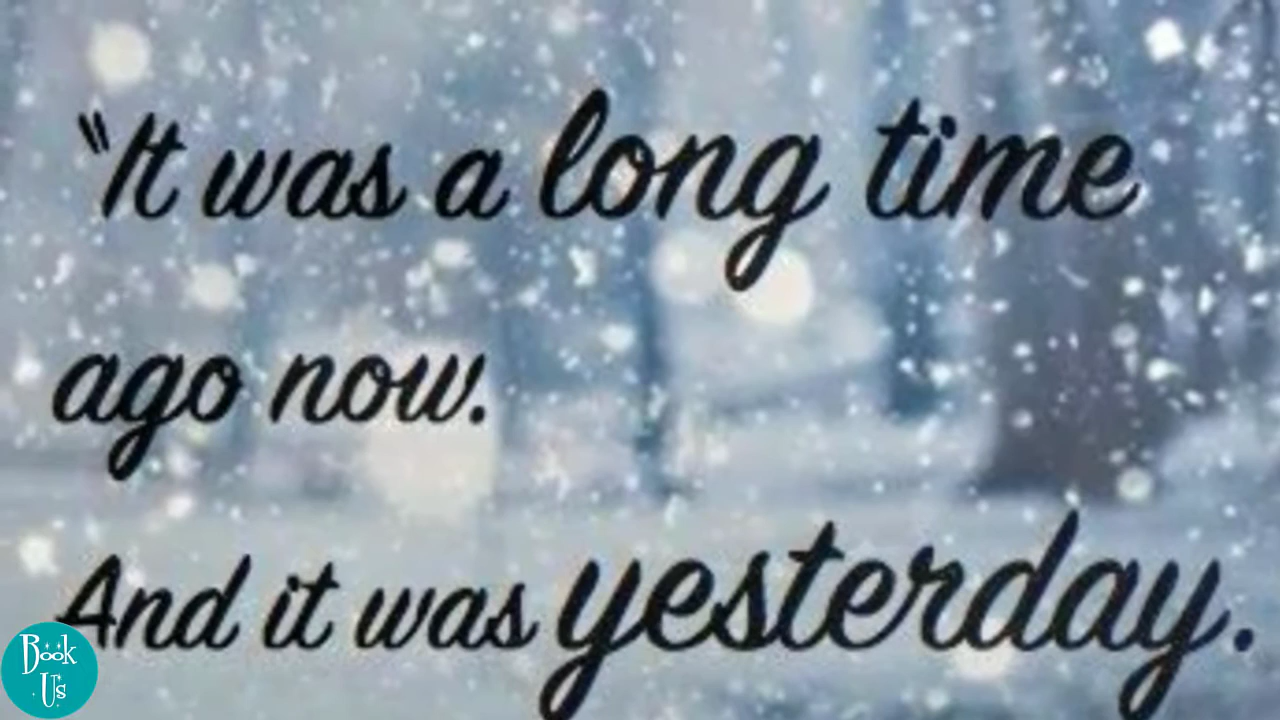 “It was a long time
ago now.
And it was yesterday.
Book
Us